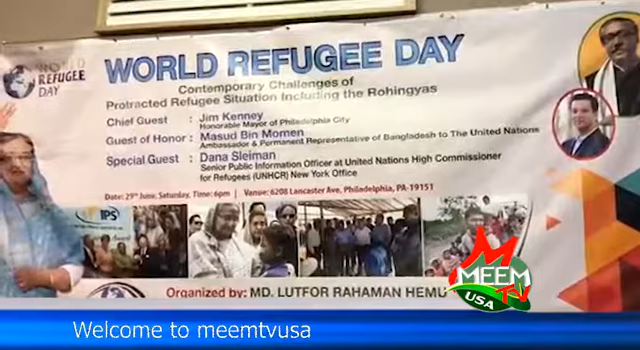 WORLD REFUGEE DAY
WORLD
REFUGEE
DAY
Contemporary Challenges of
Protracted Refugee Situation Including the Rohingyas
Chief Guest : Jim Kenney
Honorable Mayor of Philadelphia City
Guest of Honor : Masud Bin Momen
Ambassador & Permanent Representative of Bangladesh to The United Nations
Special Guest : Dana Sleiman
Senior Public Information Officer at United Nations High Commissioner
for Refugees (UNHCR) New York Office
Date: 29th June, Saturday, Time: 6pm | Venue: 6208 Lancaster Ave, Philadelphia, PA-19151
IPS
Award
Organized by: MD. LUTFOR RAHAMAN HEMU
MEEM
TV
USA
Welcome to meemtvusa